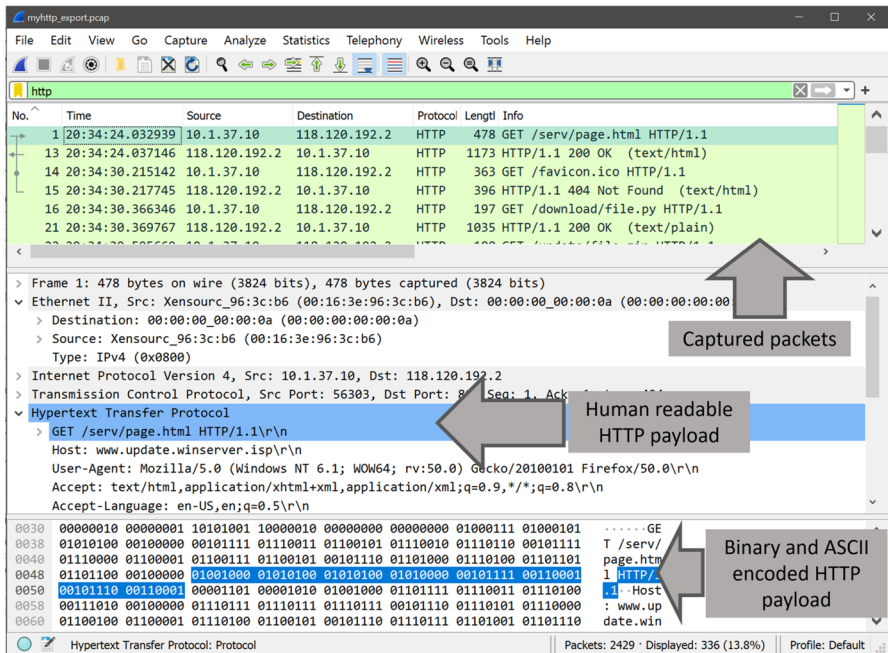 myhttp_export.pcap
File Edit View Go Capture Analyze Statistics Telephony Wireless Tools Help
http
No. Time Source Destination Protocol Lengtl Info
1 20:34:24.032939 10.1.37.10 118.120.192.2 HTTP 478 GET /serv/page.html HTTP/1.1
13 20:34:24.037146 118.120.192.2 10.1.37.10 HTTP 1173 HTTP/1.1 200 OK (text/html)
14 20:34:30.215142 10.1.37.10 118.120.192.2 HTTP 363 GET /favicon.ico HTTP/1.1
15 20:34:30.217745 118.120.192.2 10.1.37.10 HTTP 396 HTTP/1.1 404 Not Found (text/html)
16 20:34:30.366346 10.1.37.10 118.120.192.2 HTTP 197 GET /download/file.py HTTP/1.1
21 20:34:30.369767 118.120.192.2 10.1.37.10 HTTP 1035 HTTP/1.1 200 OK (text/plain)
Captured packets
Frame 1: 478 bytes on wire (3824 bits), 478 bytes captured (3824 bits)
Ethernet II, Src: Xensourc_96:3c:b6 (00:16:3e:96:3c:b6), Dst: 00:00:00_00:00:0a (00:00:00:00:00:
Destination: 00:00:00_00:00:0a (00:00:00:00:00:0a)
Source: Xensourc_96:3c:b6 (00:16:3e:96:3c:b6)
Type: IPv4 (0x0800)
Internet Protocol Version 4, Src: 10.1.37.10, Dst: 118.120.192.2
Transmission Control Protocol, Src Port: 56303, Dst Port: Seq: 1, Ack
Hypertext Transfer Protocol
GET /serv/page.html HTTP/1.1\r\n
Host: www.update.winserver.isp\r\n
User-Agent: Mozilla/5.0 (Windows NT 6.1; WOW64; rv:50.0) Gecko/20100101 Firefox/50.0\r\n
Accept: text/html,application/xhtml+xml,application/xml;q=0.9,*/*;q=0.8\r\n
Accept-Language: en-US,en;q=0.5\r\n
Human readable
HTTP payload
0030 00000010 00000001 10101001 10000010 00000000 00000000 01000111 01000101 ······GE
0038 01010100 00100000 00101111 01110011 01100101 01110010 01110110 00101111 T /serv/
0040 01110000 01100001 01100111 01100101 00101110 01101000 01110100 01101101 page.htm
0048 01101100 00100000 01001000 01010100 01010100 01010000 00101111 00110001 l HTTP/
0050 00101110 00110001 00001101 00001010 01001000 01101111 01110011 01110100 .1··Host
0058 00111010 00100000 01110111 01110111 01110111 00101110 01110101 01110000 : www.up
0060 01100100 01100001 01110100 01100101 00101110 01110111 01101001 01101110 date.win
Binary and ASCII
encoded HTTP
payload
Hypertext Transfer Protocol: Protocol Packets: 2429 · Displayed: 336 (13.8%) Profile: Default